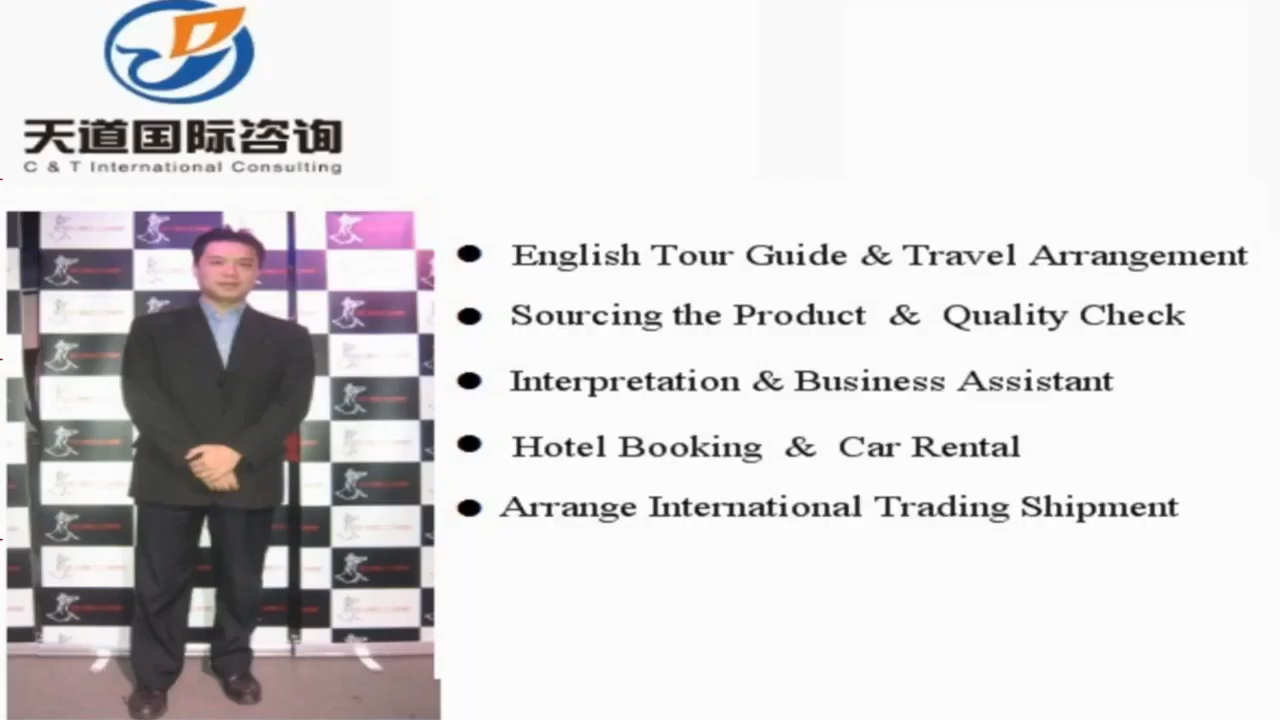 天道国际咨询
C & T International Consulting
English Tour Guide & Travel Arrangement
Sourcing the Product & Quality Check
Interpretation & Business Assistant
Hotel Booking & Car Rental
Arrange International Trading Shipment